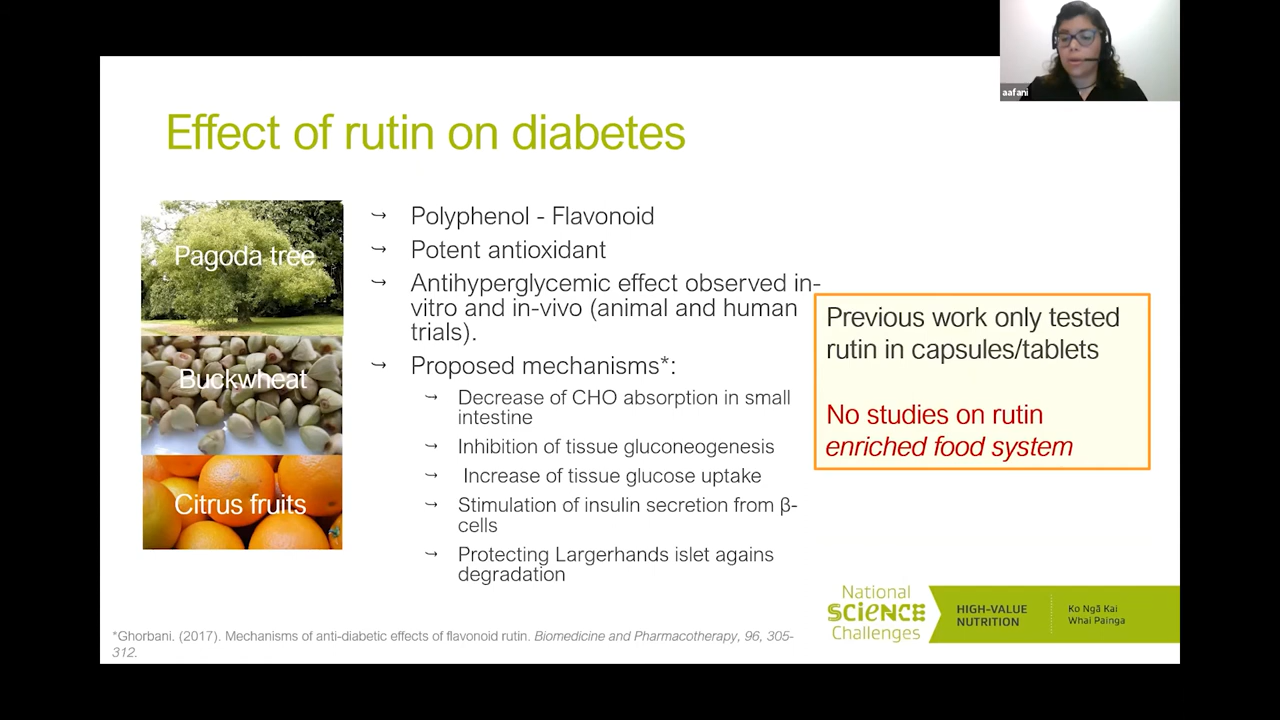 aafani
Effect of rutin on diabetes
Pagoda tree
Buckwheat
Citrus fruits
↪ Polyphenol - Flavonoid
↪ Potent antioxidant
↪ Antihyperglycemic effect observed in-
vitro and in-vivo (animal and human
trials).
↪ Proposed mechanisms*:
↪ Decrease of CHO absorption in small
intestine
↪ Inhibition of tissue gluconeogenesis
↪ Increase of tissue glucose uptake
↪ Stimulation of insulin secretion from β-
cells
↪ Protecting Largerhands islet agains
degradation
Previous work only tested
rutin in capsules/tablets
No studies on rutin
enriched food system
*Ghorbani. (2017). Mechanisms of anti-diabetic effects of flavonoid rutin. Biomedicine and Pharmacotherapy, 96, 305-
312.
National
SCIENCE
Challenges
HIGH-VALUE
NUTRITION
Ko Ngā Kai
Whai Painga